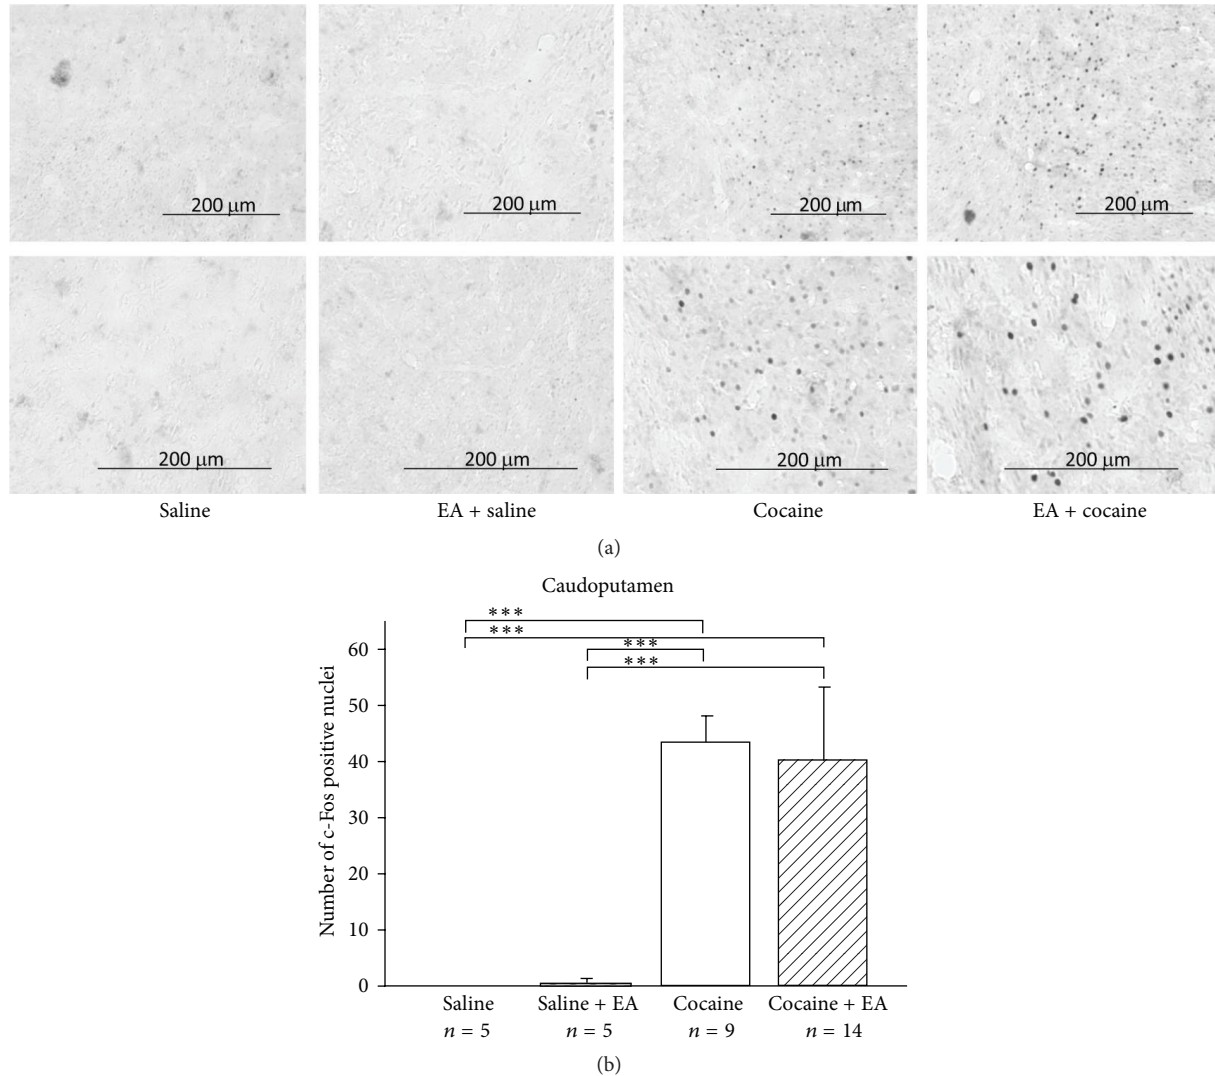 200 μm 200 μm 200 μm 200 μm
200 μm 200 μm 200 μm 200 μm
Saline EA + saline Cocaine EA + cocaine
(a)
Caudoputamen
***
***
***
***
Number of c-Fos positive nuclei
60
50
40
30
20
10
0
Saline Saline + EA Cocaine Cocaine + EA
n = 5 n = 5 n = 9 n = 14
(b)